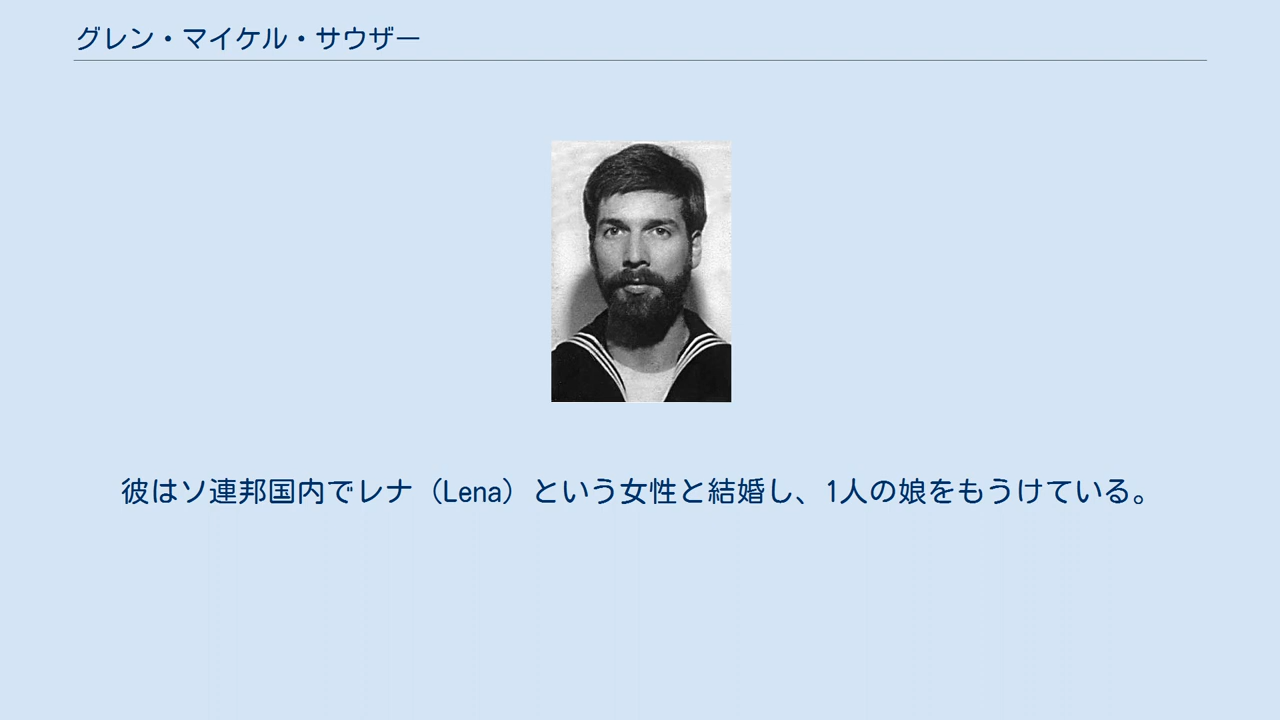 グレン・マイケル・サウザー
彼はソ連邦国内でレナ（Lena）という女性と結婚し、1人の娘をもうけている。